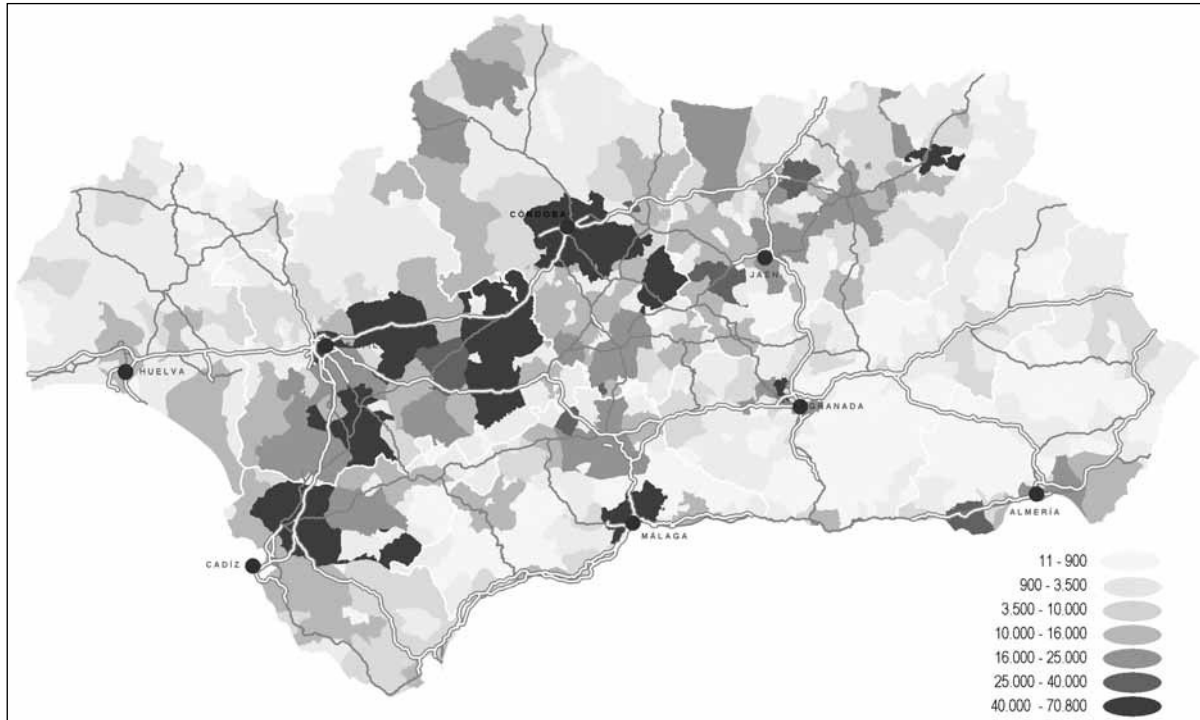 CÓRDOBA
JAÉN
HUELVA
GRANADA
ALMERÍA
MÁLAGA
CADÍZ
11 - 900
900 - 3.500
3.500 - 10.000
10.000 - 16.000
16.000 - 25.000
25.000 - 40.000
40.000 - 70.800